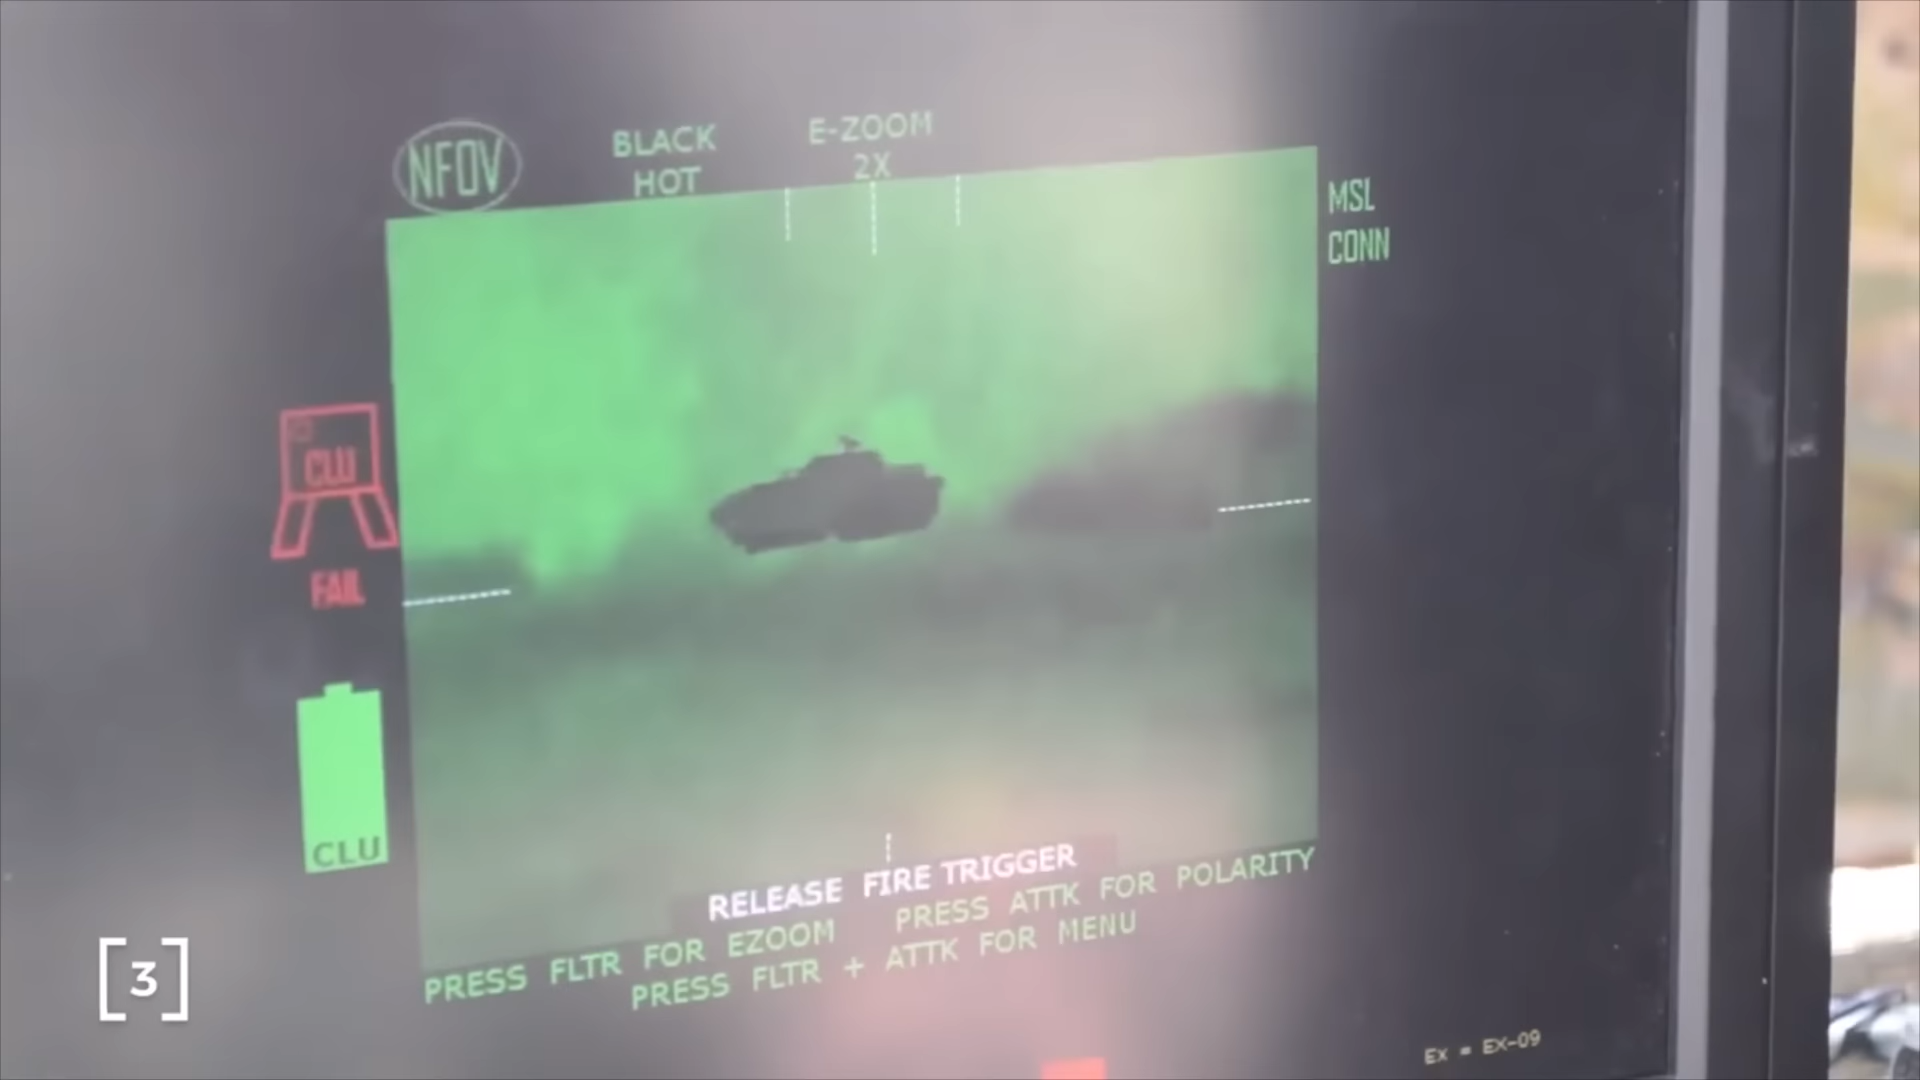 NFOV
BLACK
HOT
E-ZOOM
2X
MSL
CONN
CLU
FAIL
CLU
RELEASE FIRE TRIGGER
PRESS FLTR FOR EZOOM PRESS ATTK FOR POLARITY
PRESS FLTR + ATTK FOR MENU
Ex = EX-09
[3]